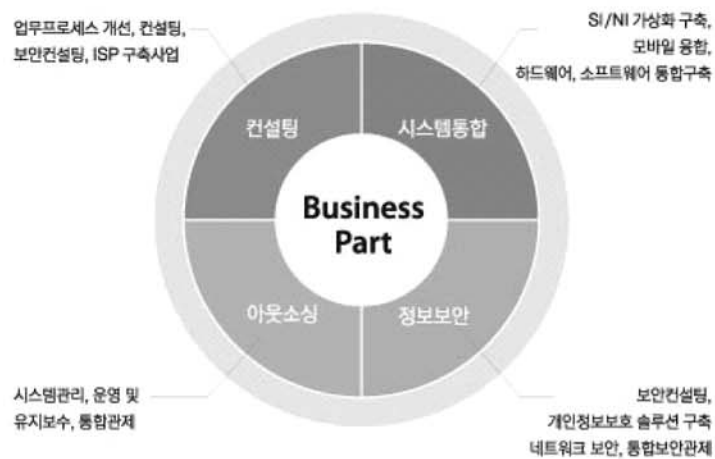 업무프로세스 개선, 컨설팅,
보안컨설팅, ISP 구축사업
SI/NI 가상화 구축,
모바일 융합,
하드웨어, 소프트웨어 통합구축
컨설팅
시스템통합
Business
Part
아웃소싱
정보보안
시스템관리, 운영 및
유지보수, 통합관제
보안컨설팅,
개인정보보호 솔루션 구축
네트워크 보안, 통합보안관제